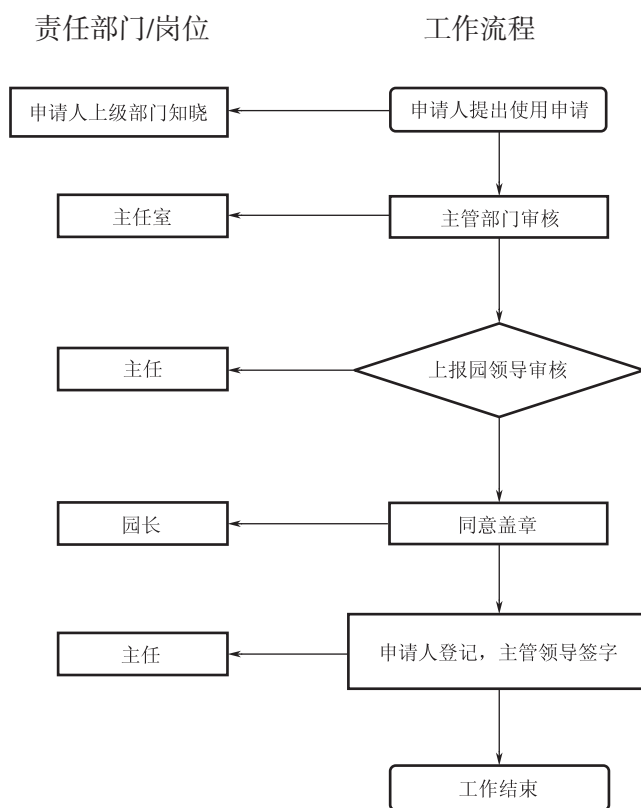 责任部门/岗位
工作流程
申请人上级部门知晓
申请人提出使用申请
主任室
主管部门审核
主任
上报园领导审核
园长
同意盖章
主任
申请人登记，主管领导签字
工作结束